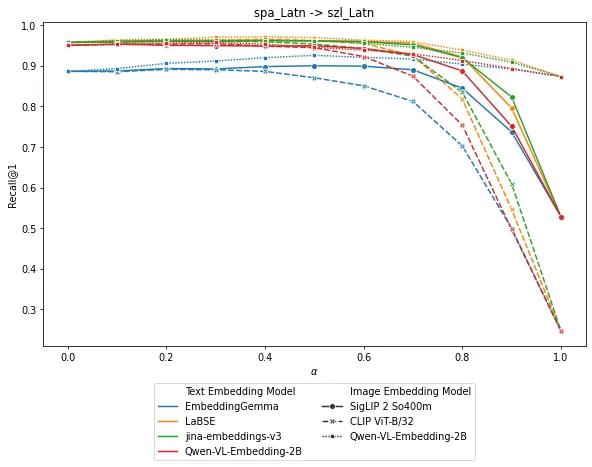 spa_Latn -> szl_Latn
Recall@1
1.0
0.9
0.8
0.7
0.6
0.5
0.4
0.3
0.0 0.2 0.4 0.6 0.8 1.0
α
Text Embedding Model Image Embedding Model
EmbeddingGemma SigLIP 2 So400m
LaBSE CLIP ViT-B/32
jina-embeddings-v3 Qwen-VL-Embedding-2B
Qwen-VL-Embedding-2B